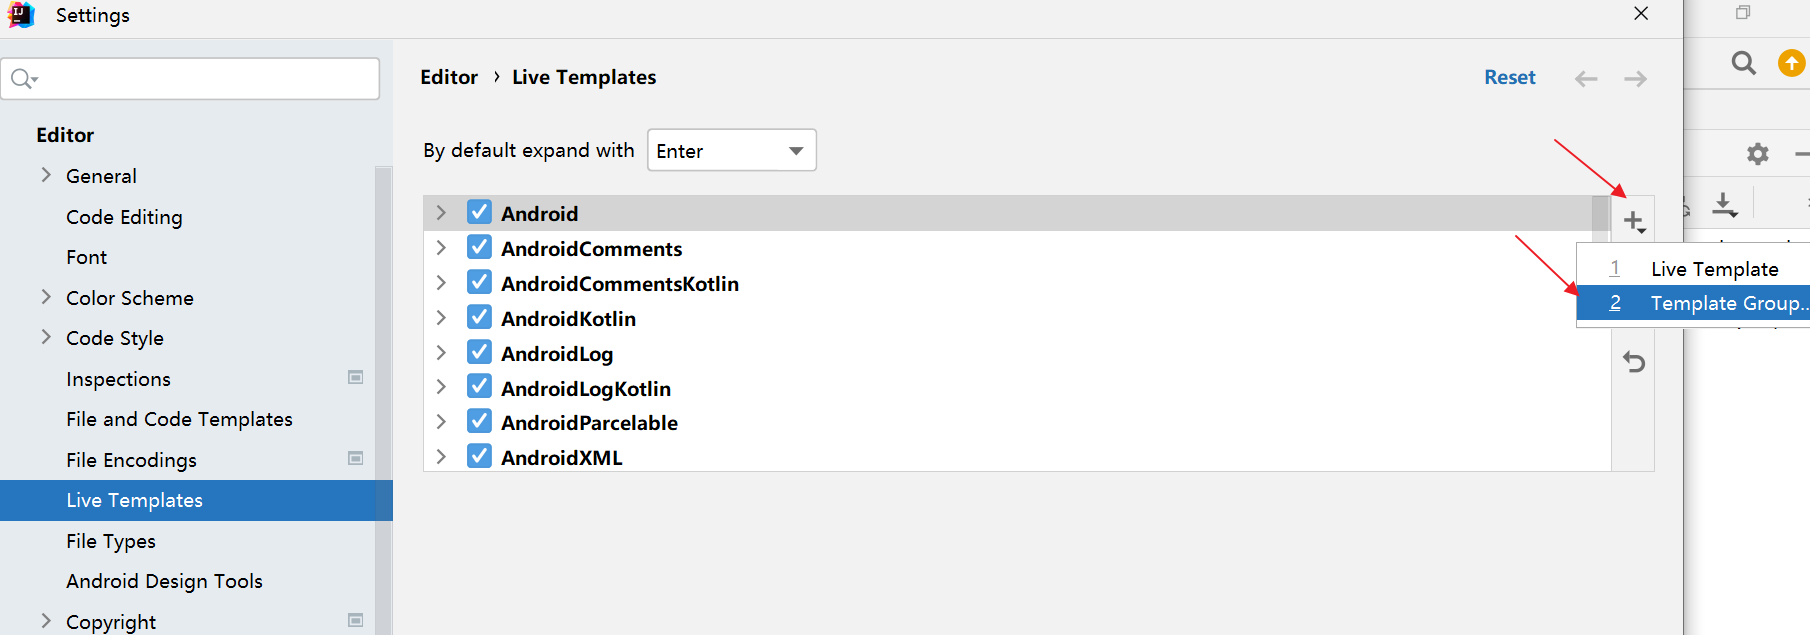 Settings
Editor › Live Templates
Reset
By default expand with
Enter
Editor
General
Code Editing
Font
Color Scheme
Code Style
Inspections
File and Code Templates
File Encodings
Live Templates
File Types
Android Design Tools
Copyright
Android
AndroidComments
AndroidCommentsKotlin
AndroidKotlin
AndroidLog
AndroidLogKotlin
AndroidParcelable
AndroidXML
1 Live Template
2 Template Group..